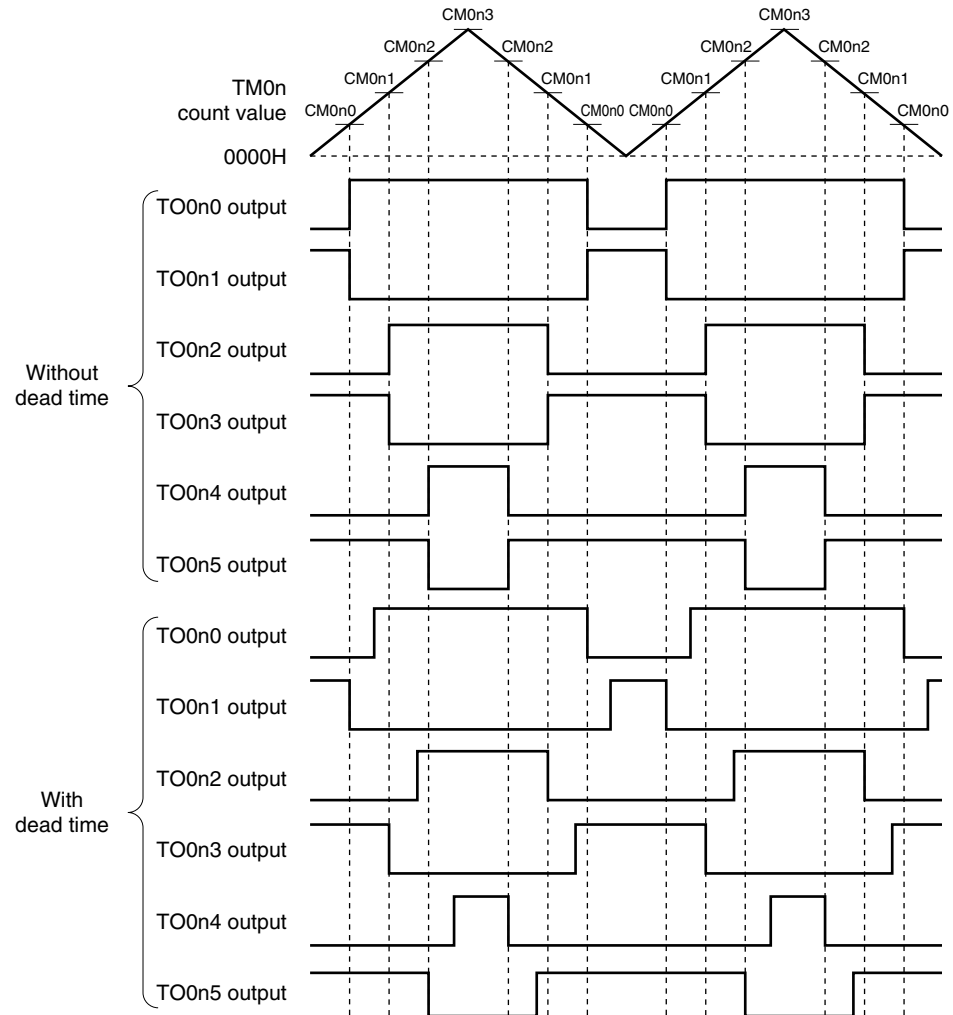 CM0n3 CM0n3
CM0n2 CM0n2 CM0n2 CM0n2
CM0n1 CM0n1 CM0n1 CM0n1
TM0n
count value
CM0n0 CM0n0 CM0n0 CM0n0
0000H
Without
dead time
TO0n0 output
TO0n1 output
TO0n2 output
TO0n3 output
TO0n4 output
TO0n5 output
With
dead time
TO0n0 output
TO0n1 output
TO0n2 output
TO0n3 output
TO0n4 output
TO0n5 output